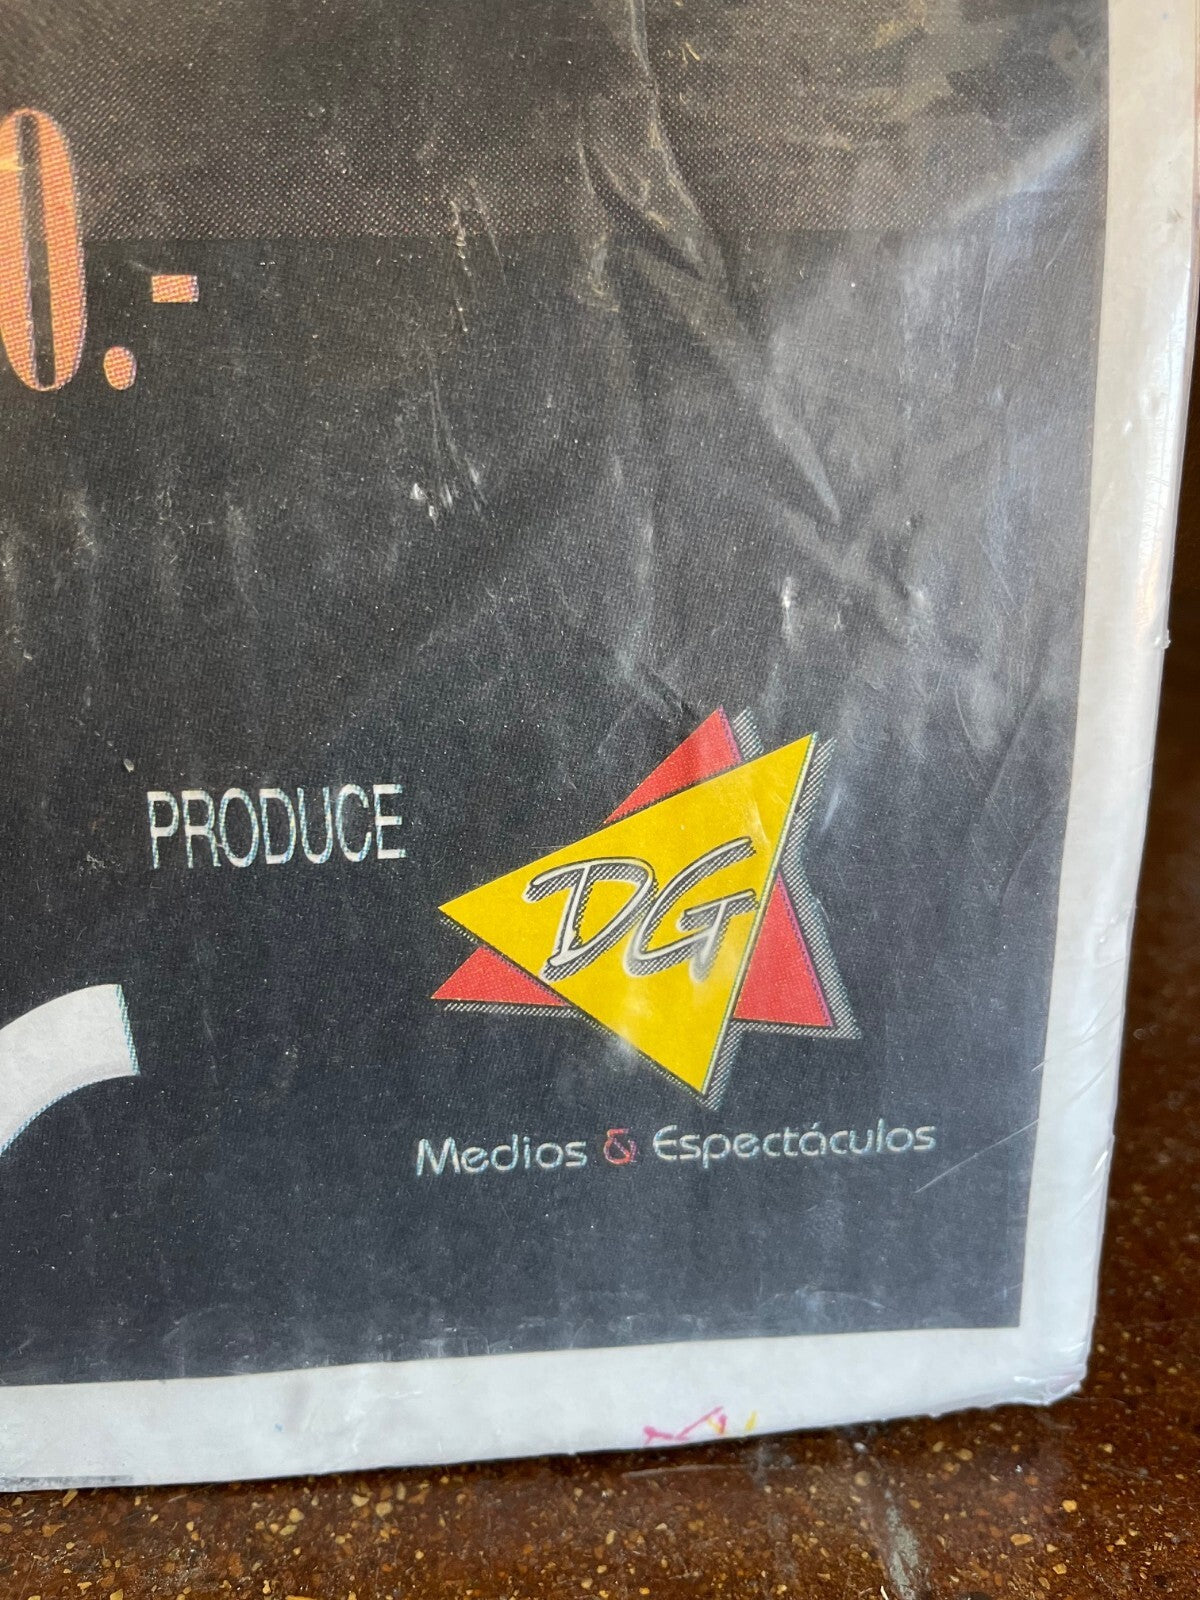 0.-
PRODUCE
DG
Medios & Espectáculos